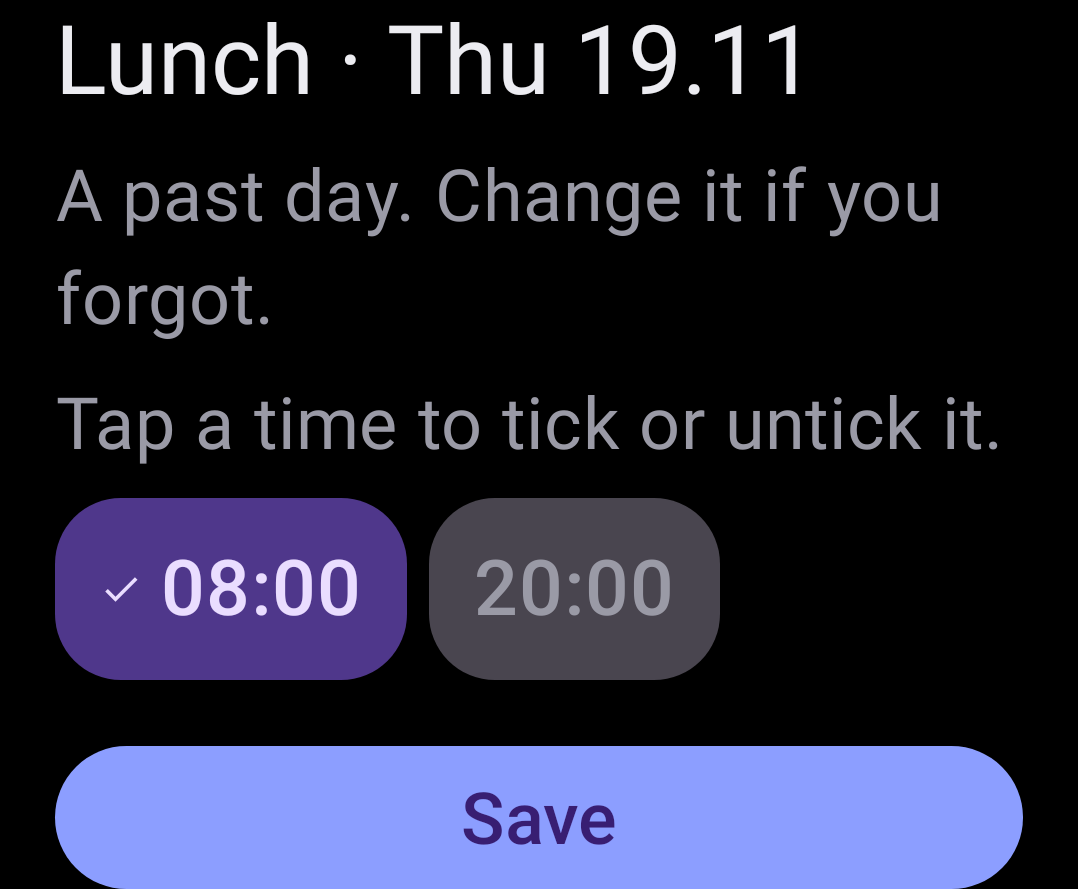 Lunch · Thu 19.11
A past day. Change it if you
forgot.
Tap a time to tick or untick it.
08:00 20:00
Save